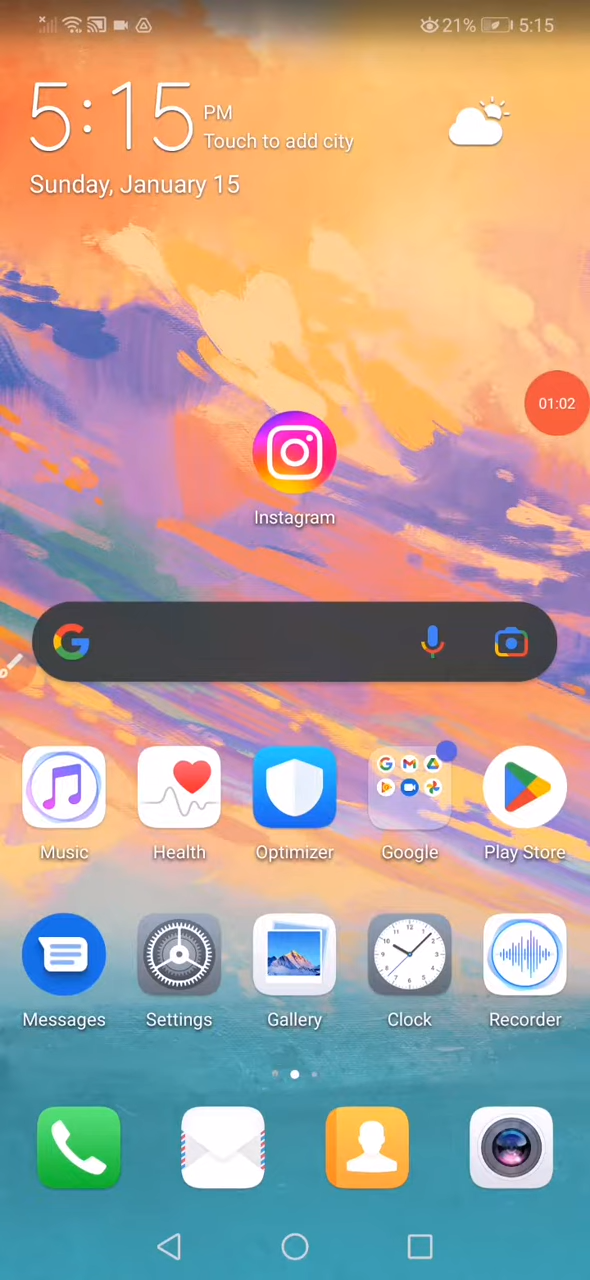 21% 5:15
5:15 PM
Touch to add city
Sunday, January 15
01:02
Instagram
Music Health Optimizer Google Play Store
Messages Settings Gallery Clock Recorder